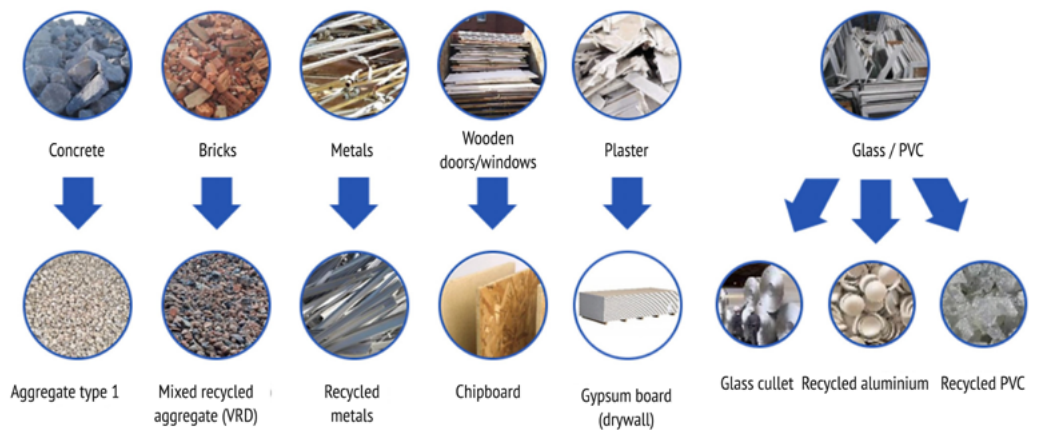 Concrete
Bricks
Metals
Wooden
doors/windows
Plaster
Glass / PVC
Aggregate type 1
Mixed recycled
aggregate (VRD)
Recycled
metals
Chipboard
Gypsum board
(drywall)
Glass cullet
Recycled aluminium
Recycled PVC